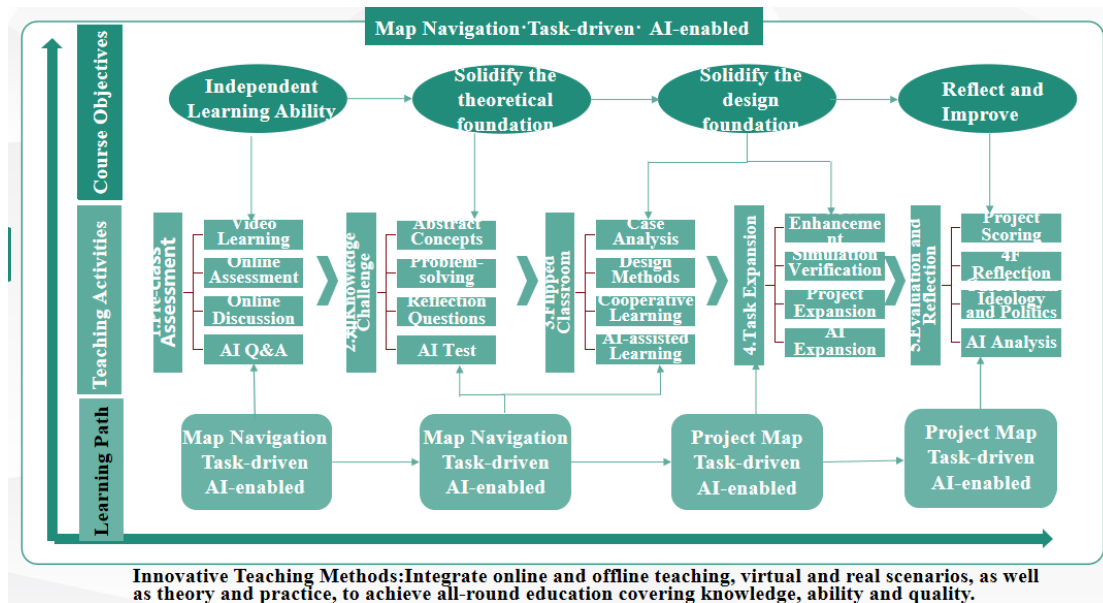 Map Navigation·Task-driven· AI-enabled
Course Objectives
Independent
Learning Ability
Solidify the
theoretical
foundation
Solidify the
design
foundation
Reflect and
Improve
Teaching Activities
1.Pre-class
Assessment
Video
Learning
Online
Assessment
Online
Discussion
AI Q&A
Knowledge
Challenge
Abstract
Concepts
Problem-
solving
Reflection
Questions
AI Test
3.Flipped
Classroom
Case
Analysis
Design
Methods
Cooperative
Learning
AI-assisted
Learning
4.Task Expansion
Enhanceme
nt
Simulation
Verification
Project
Expansion
AI
Expansion
5.Evaluation and
Reflection
Project
Scoring
4F
Reflection
Ideology
and Politics
AI Analysis
Learning Path
Map Navigation
Task-driven
AI-enabled
Map Navigation
Task-driven
AI-enabled
Project Map
Task-driven
AI-enabled
Project Map
Task-driven
AI-enabled
Innovative Teaching Methods:Integrate online and offline teaching, virtual and real scenarios, as well
as theory and practice, to achieve all-round education covering knowledge, ability and quality.